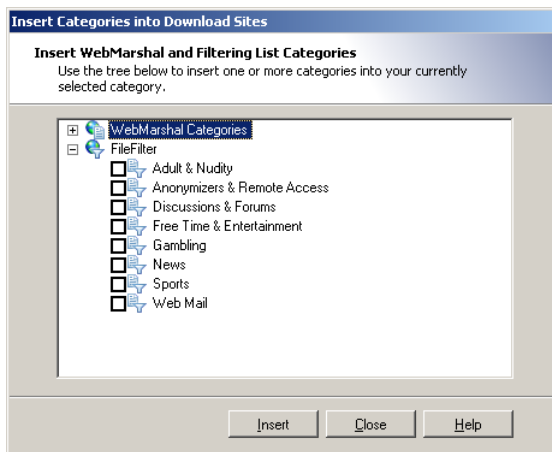 Insert Categories into Download Sites
Insert WebMarshal and Filtering List Categories
Use the tree below to insert one or more categories into your currently
selected category.
WebMarshal Categories
FileFilter
Adult & Nudity
Anonymizers & Remote Access
Discussions & Forums
Free Time & Entertainment
Gambling
News
Sports
Web Mail
Insert Close Help